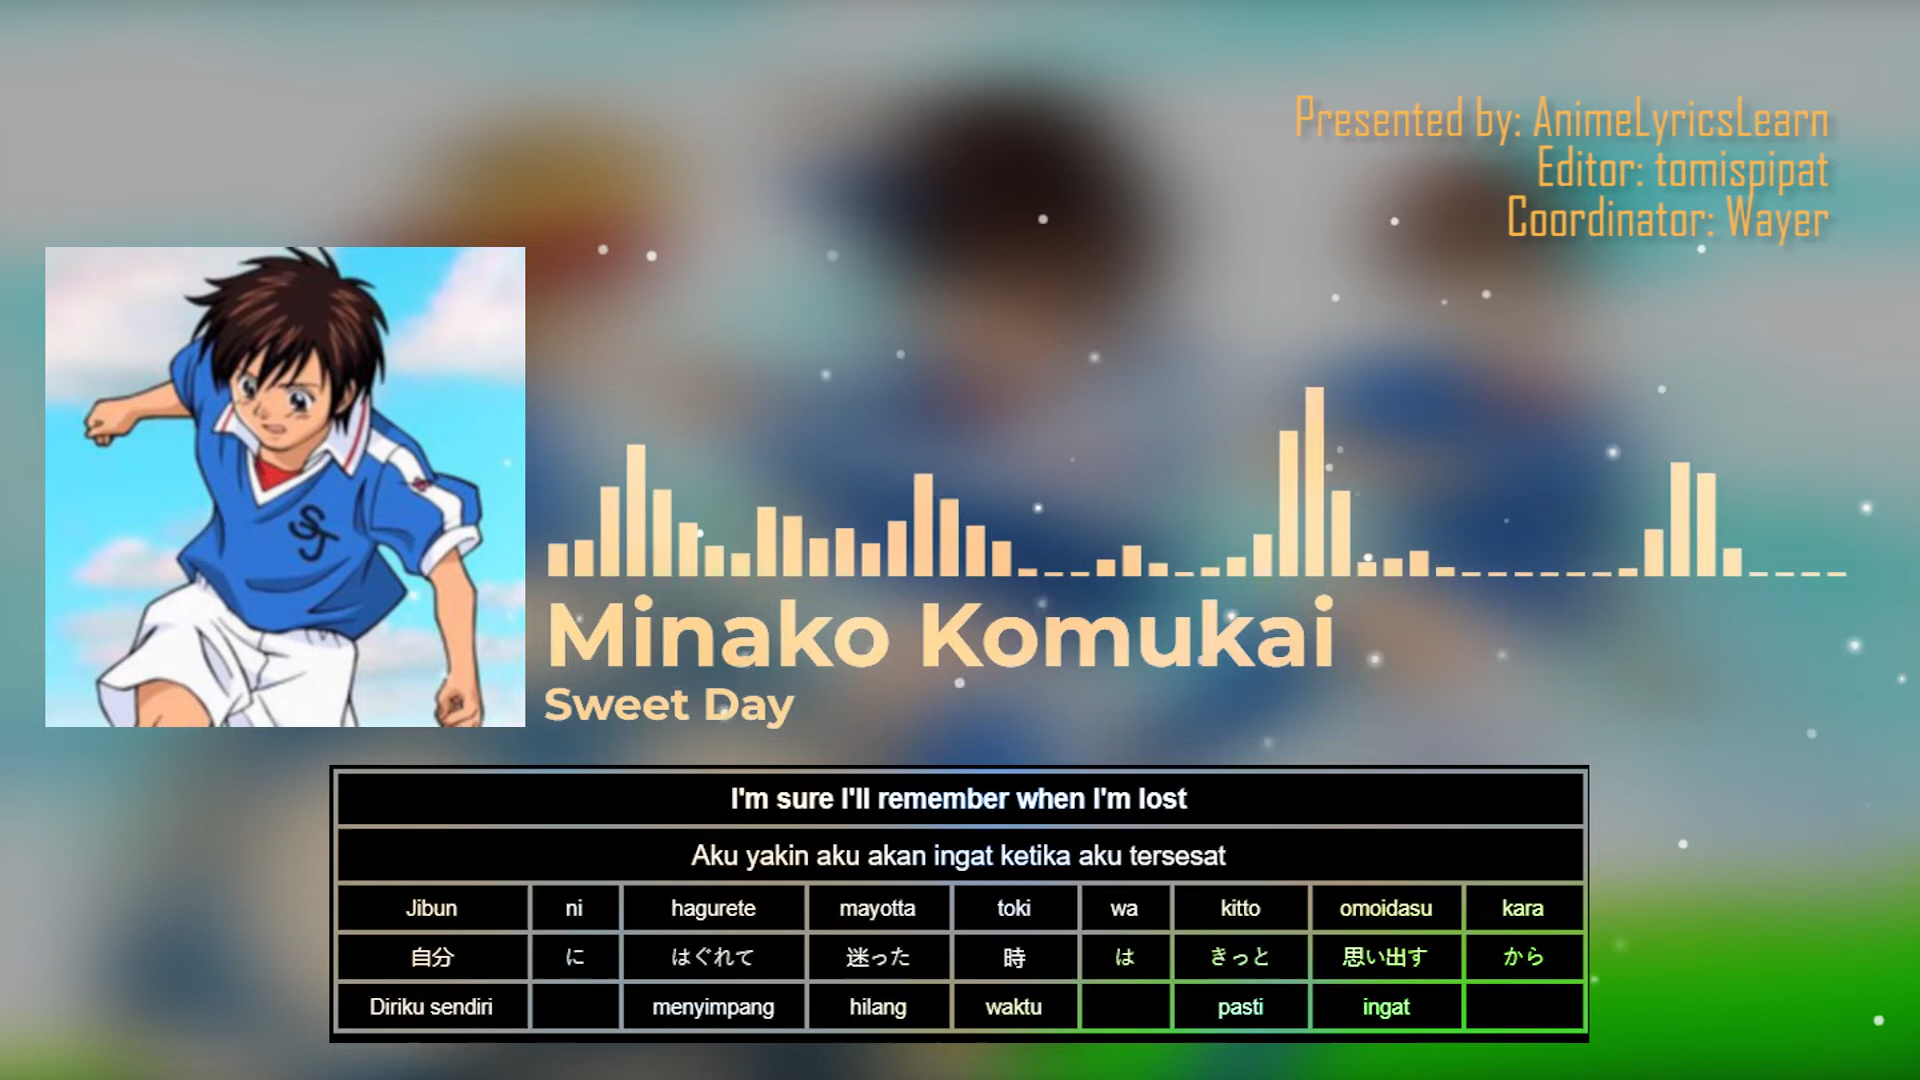 Presented by: AnimeLyricsLearn
Editor: tomispipat
Coordinator: Wayer
SJ
Minako Komukai
Sweet Day
I'm sure I'll remember when I'm lost
Aku yakin aku akan ingat ketika aku tersesat
Jibun ni hagurete mayotta toki wa kitto omoidasu kara
自分 に はぐれて 迷った 時 は きっと 思い出す から
Diriku sendiri menyimpang hilang waktu pasti ingat